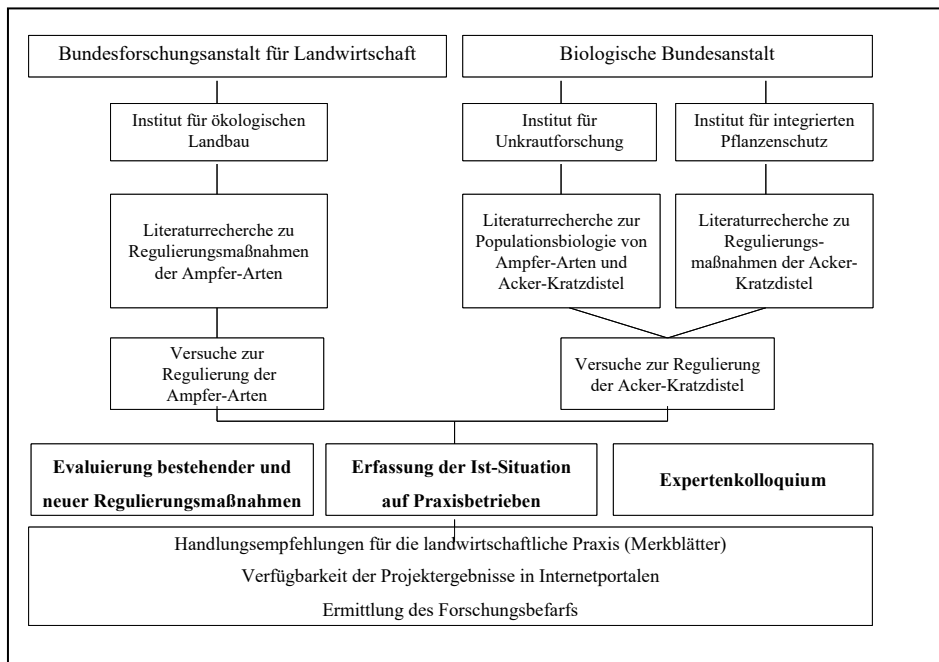 Bundesforschungsanstalt für Landwirtschaft
Biologische Bundesanstalt
Institut für ökologischen
Landbau
Institut für
Unkrautforschung
Institut für integrierten
Pflanzenschutz
Literaturrecherche zu
Regulierungsmaßnahmen
der Ampfer-Arten
Literaturrecherche zur
Populationsbiologie von
Ampfer-Arten und
Acker-Kratzdistel
Literaturrecherche zu
Regulierungs-
maßnahmen der Acker-
Kratzdistel
Versuche zur
Regulierung der
Ampfer-Arten
Versuche zur Regulierung
der Acker-Kratzdistel
Evaluierung bestehender und
neuer Regulierungsmaßnahmen
Erfassung der Ist-Situation
auf Praxisbetrieben
Expertenkolloquium
Handlungsempfehlungen für die landwirtschaftliche Praxis (Merkblätter)
Verfügbarkeit der Projektergebnisse in Internetportalen
Ermittlung des Forschungsbefarfs